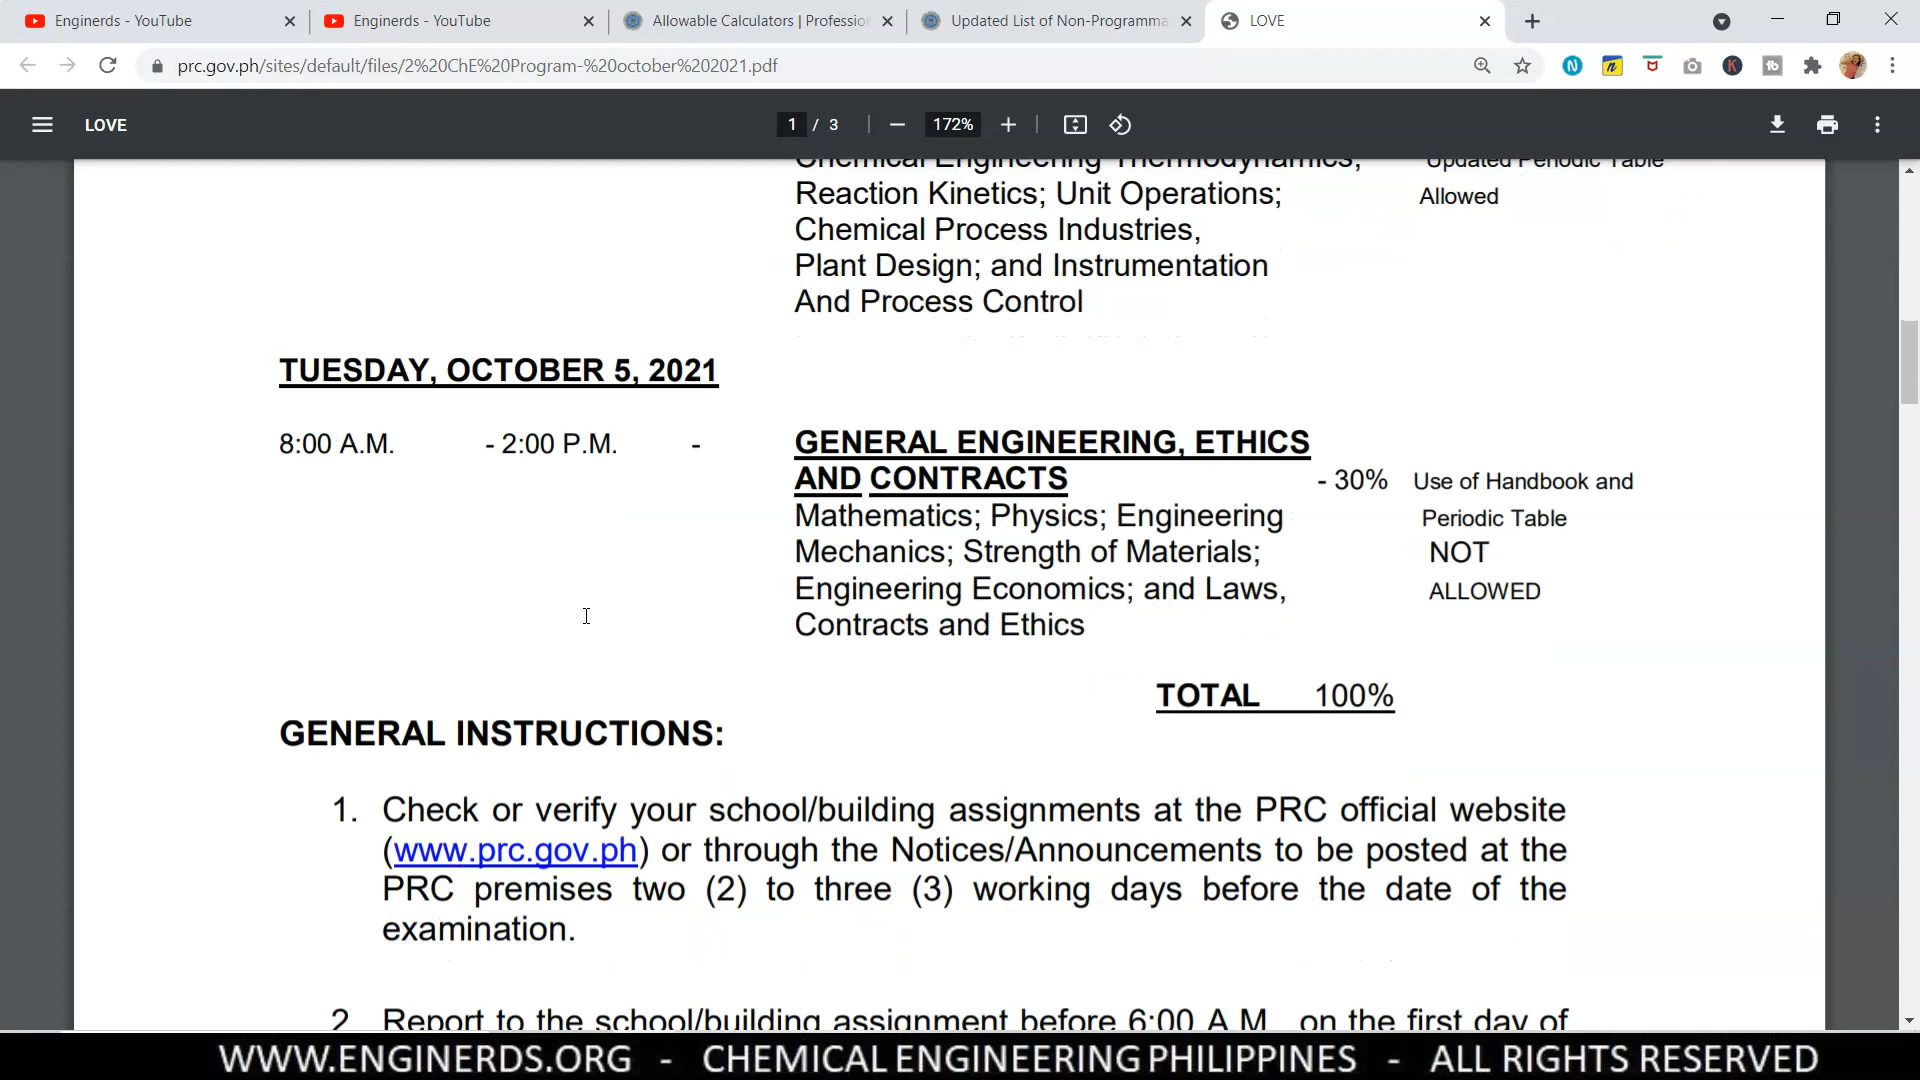 Enginerds - YouTube
Enginerds - YouTube
Allowable Calculators | Professio
Updated List of Non-Programma
LOVE
prc.gov.ph/sites/default/files/2%20ChE%20Program-%20october%202021.pdf
LOVE
1 / 3
172%
Chemical Engineering Thermodynamics;
Updated Periodic Table
Reaction Kinetics; Unit Operations;
Allowed
Chemical Process Industries,
Plant Design; and Instrumentation
And Process Control
TUESDAY, OCTOBER 5, 2021
8:00 A.M. - 2:00 P.M. - GENERAL ENGINEERING, ETHICS
AND CONTRACTS - 30% Use of Handbook and
Mathematics; Physics; Engineering Periodic Table
Mechanics; Strength of Materials; NOT
Engineering Economics; and Laws, ALLOWED
Contracts and Ethics
TOTAL 100%
GENERAL INSTRUCTIONS:
1. Check or verify your school/building assignments at the PRC official website
(www.prc.gov.ph) or through the Notices/Announcements to be posted at the
PRC premises two (2) to three (3) working days before the date of the
examination.
2 Report to the school/building assignment before 6:00 A.M. on the first day of
WWW.ENGINERDS.ORG - CHEMICAL ENGINEERING PHILIPPINES - ALL RIGHTS RESERVED